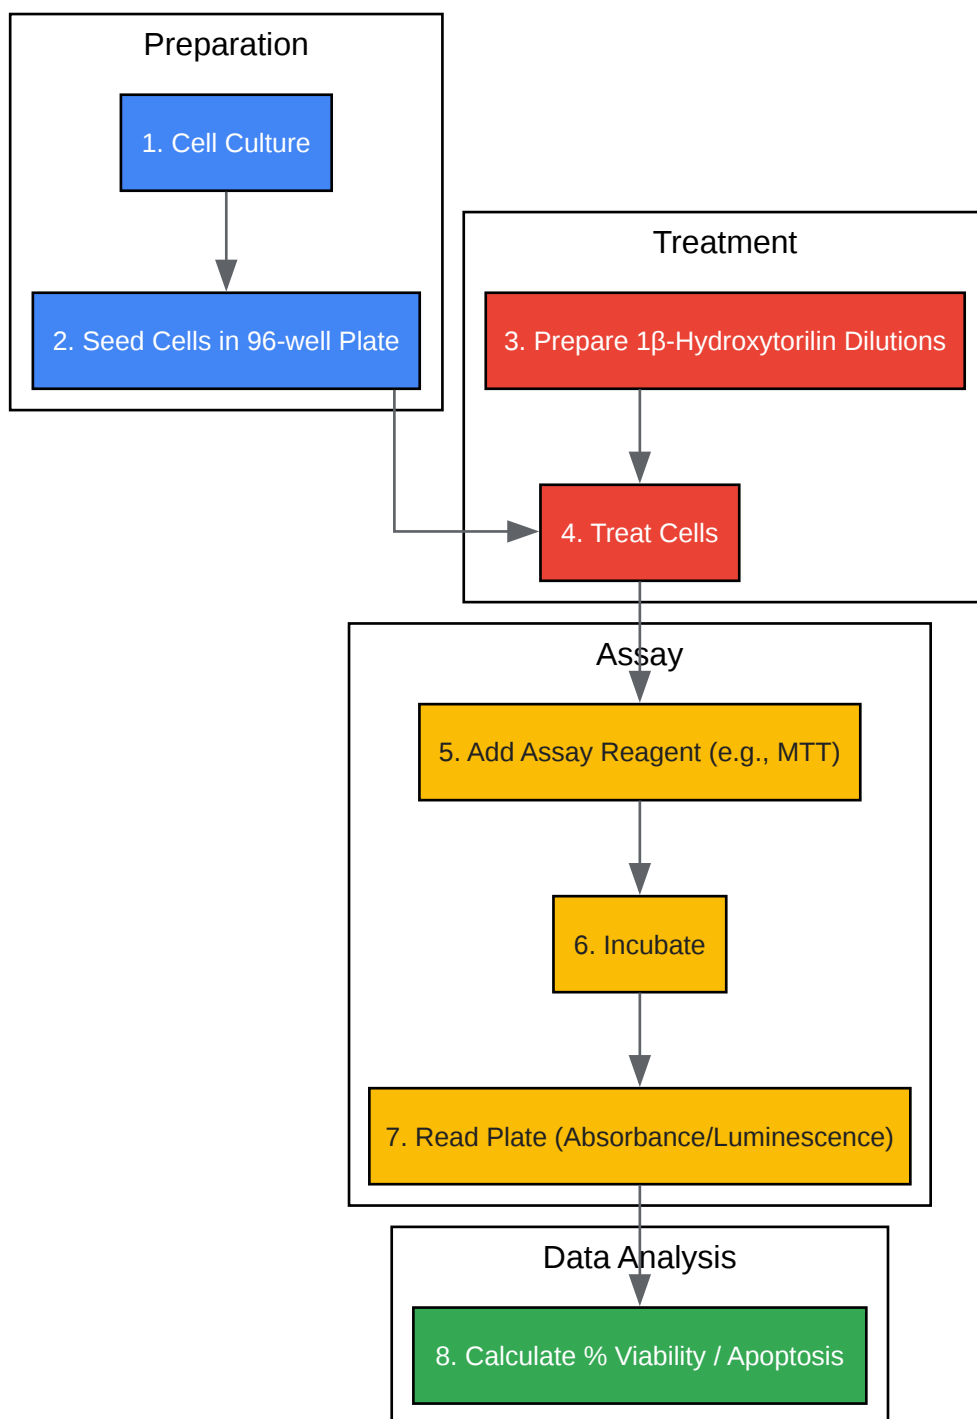 Preparation
1. Cell Culture
2. Seed Cells in 96-well Plate
Treatment
3. Prepare 1β-Hydroxytorilin Dilutions
4. Treat Cells
Assay
5. Add Assay Reagent (e.g., MTT)
6. Incubate
7. Read Plate (Absorbance/Luminescence)
Data Analysis
8. Calculate % Viability / Apoptosis